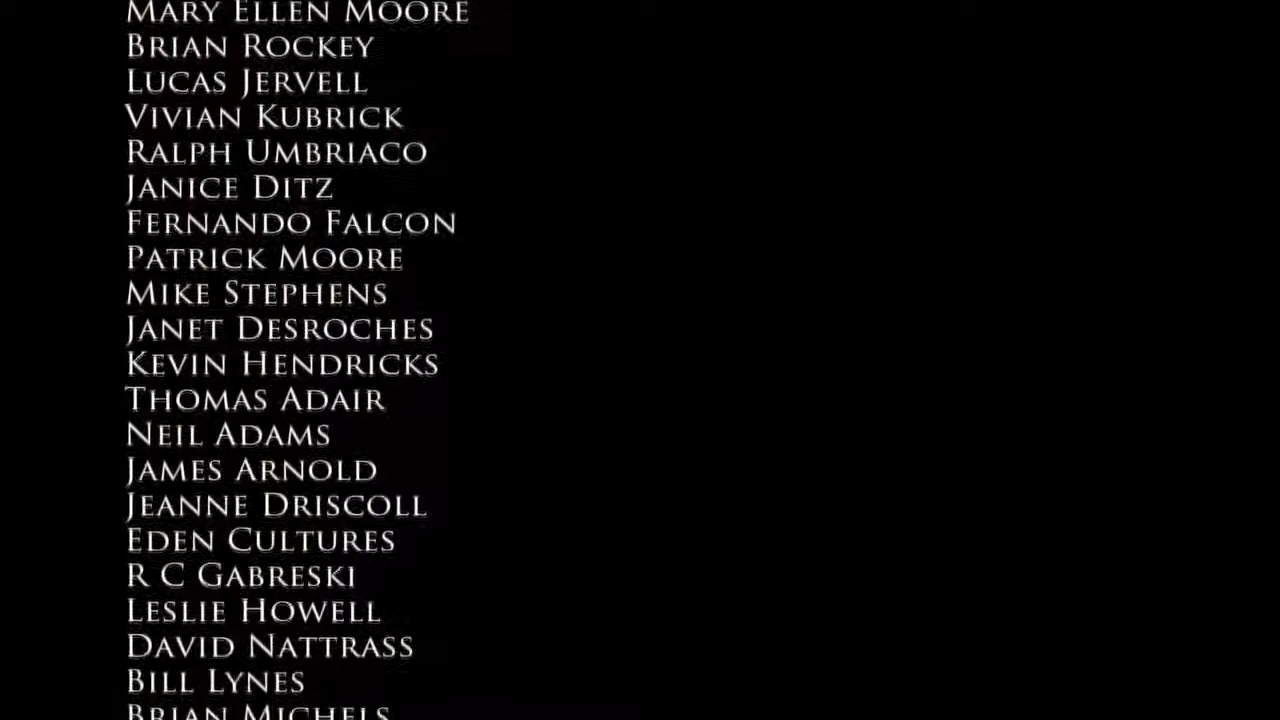 MARY ELLEN MOORE
BRIAN ROCKEY
LUCAS JERVELL
VIVIAN KUBRICK
RALPH UMBRIACO
JANICE DITZ
FERNANDO FALCON
PATRICK MOORE
MIKE STEPHENS
JANET DESROCHES
KEVIN HENDRICKS
THOMAS ADAIR
NEIL ADAMS
JAMES ARNOLD
JEANNE DRISCOLL
EDEN CULTURES
R C GABRESKI
LESLIE HOWELL
DAVID NATTRASS
BILL LYNES
BRIAN MICHELS